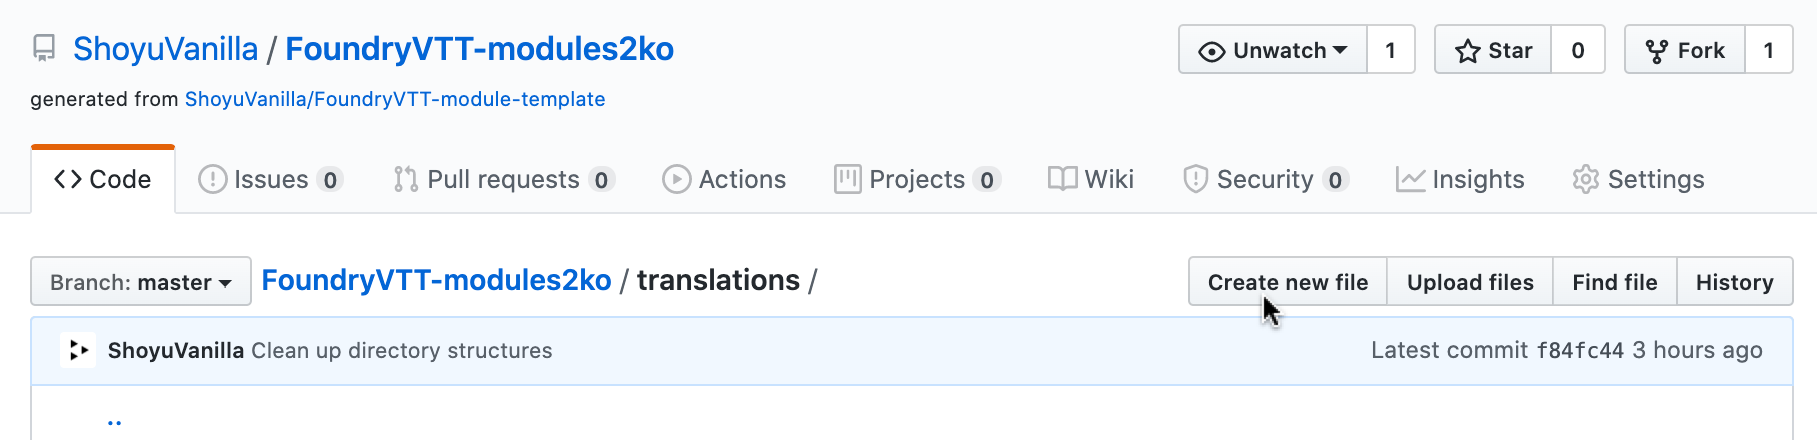 ShoyuVanilla / FoundryVTT-modules2ko
Unwatch 1 Star 0 Fork 1
generated from ShoyuVanilla/FoundryVTT-module-template
Code Issues 0 Pull requests 0 Actions Projects 0 Wiki Security 0 Insights Settings
Branch: master FoundryVTT-modules2ko / translations / Create new file Upload files Find file History
ShoyuVanilla Clean up directory structures Latest commit f84fc44 3 hours ago
..